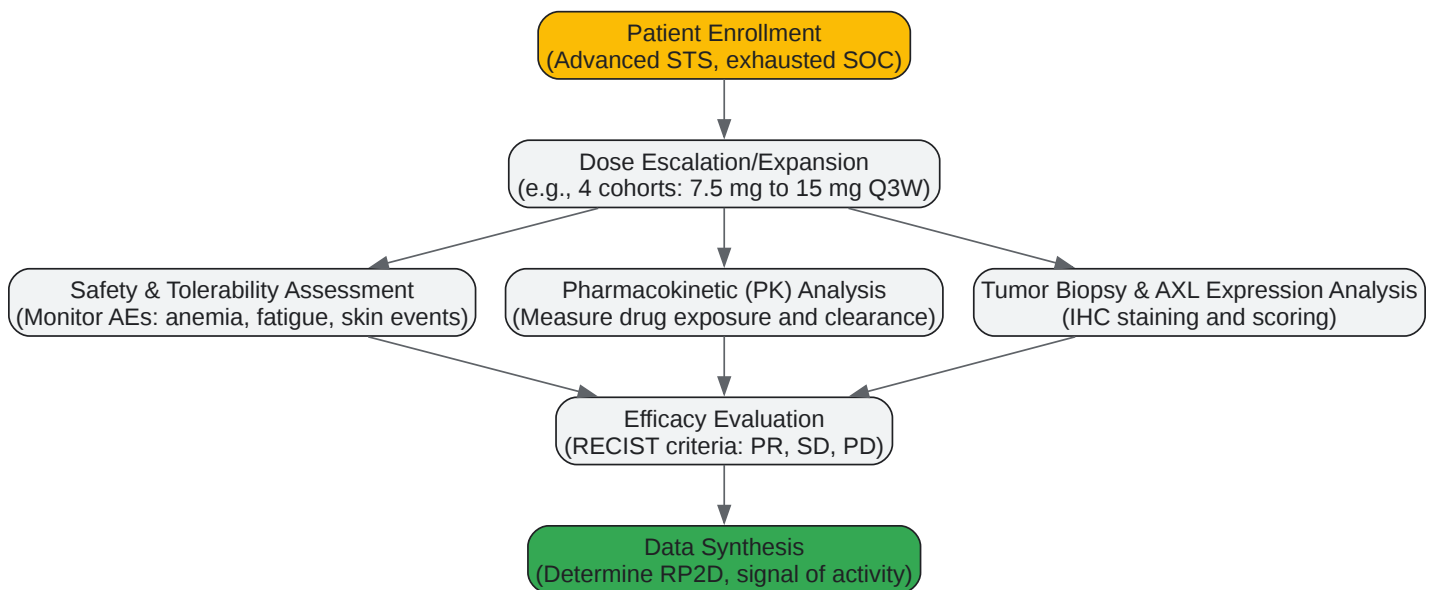 Patient Enrollment
(Advanced STS, exhausted SOC)
Dose Escalation/Expansion
(e.g., 4 cohorts: 7.5 mg to 15 mg Q3W)
Safety & Tolerability Assessment
(Monitor AEs: anemia, fatigue, skin events)
Pharmacokinetic (PK) Analysis
(Measure drug exposure and clearance)
Tumor Biopsy & AXL Expression Analysis
(IHC staining and scoring)
Efficacy Evaluation
(RECIST criteria: PR, SD, PD)
Data Synthesis
(Determine RP2D, signal of activity)